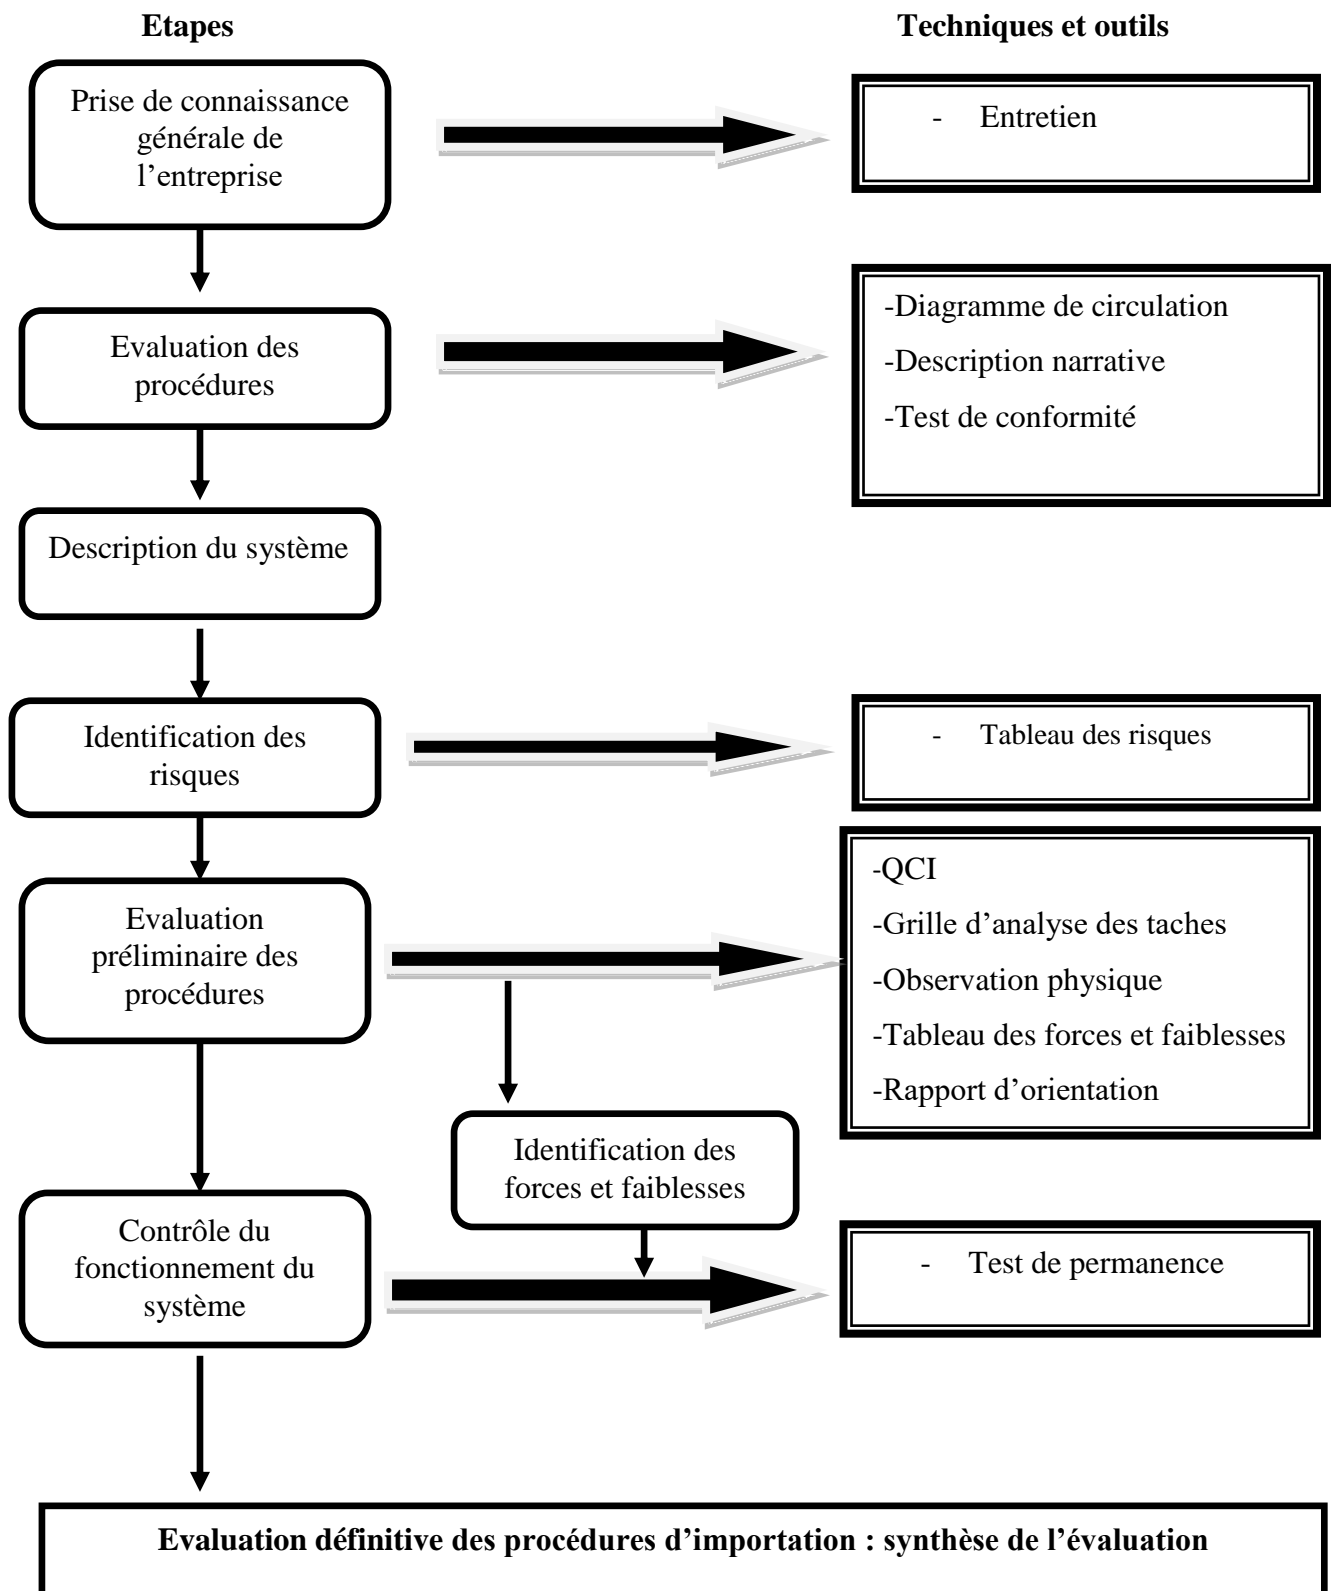 Etapes
Techniques et outils
Prise de connaissance
générale de
l’entreprise
- Entretien
Evaluation des
procédures
-Diagramme de circulation
-Description narrative
-Test de conformité
Description du système
Identification des
risques
- Tableau des risques
Evaluation
préliminaire des
procédures
-QCI
-Grille d’analyse des taches
-Observation physique
-Tableau des forces et faiblesses
-Rapport d’orientation
Identification des
forces et faiblesses
Contrôle du
fonctionnement du
système
- Test de permanence
Evaluation définitive des procédures d’importation : synthèse de l’évaluation